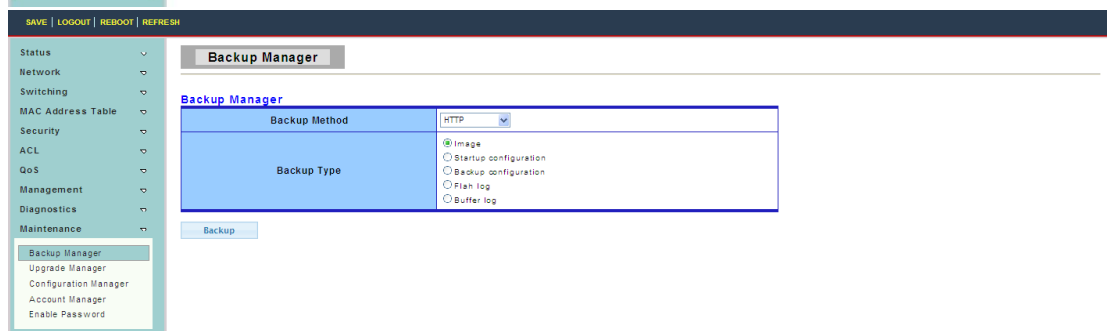 SAVE | LOGOUT | REBOOT | REFRESH
Status
Network
Switching
MAC Address Table
Security
ACL
QoS
Management
Diagnostics
Maintenance
Backup Manager
Upgrade Manager
Configuration Manager
Account Manager
Enable Password
Backup Manager
Backup Manager
Backup Method
HTTP
Backup Type
Image
Startup configuration
Backup configuration
Flah log
Buffer log
Backup